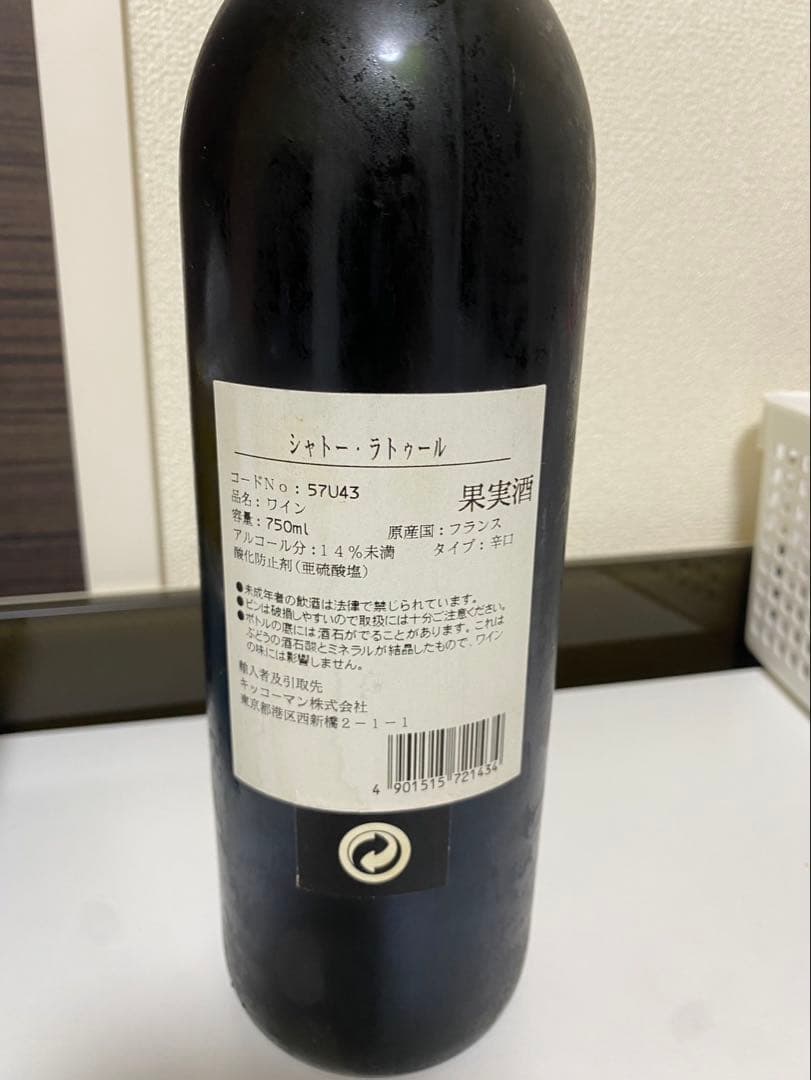 シャトー・ラトゥール
コードNo：57U43
品名：ワイン
果実酒
容量：750ml
原産国：フランス
アルコール分：14％未満
タイプ：辛口
酸化防止剤(亜硫酸塩)
●未成年者の飲酒は法律で禁じられています。
●ビンは破損しやすいので取扱には十分ご注意ください。
●ボトルの底には酒石がでることがあります。これは
ぶどうの酒石酸とミネラルが結晶したもので、ワイン
の味には影響しません。
輸入者及引取先
キッコーマン株式会社
東京都港区西新橋2－1－1
4 901515 721434